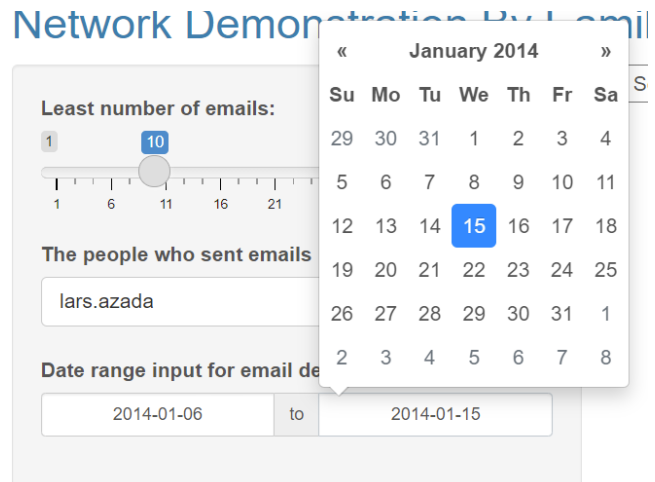 Network Demonstration By Famil
« January 2014 »
Su Mo Tu We Th Fr Sa
29 30 31 1 2 3 4
5 6 7 8 9 10 11
12 13 14 15 16 17 18
19 20 21 22 23 24 25
26 27 28 29 30 31 1
2 3 4 5 6 7 8
Least number of emails:
1 10
1 6 11 16 21
The people who sent emails
lars.azada
Date range input for email de
2014-01-06 to 2014-01-15